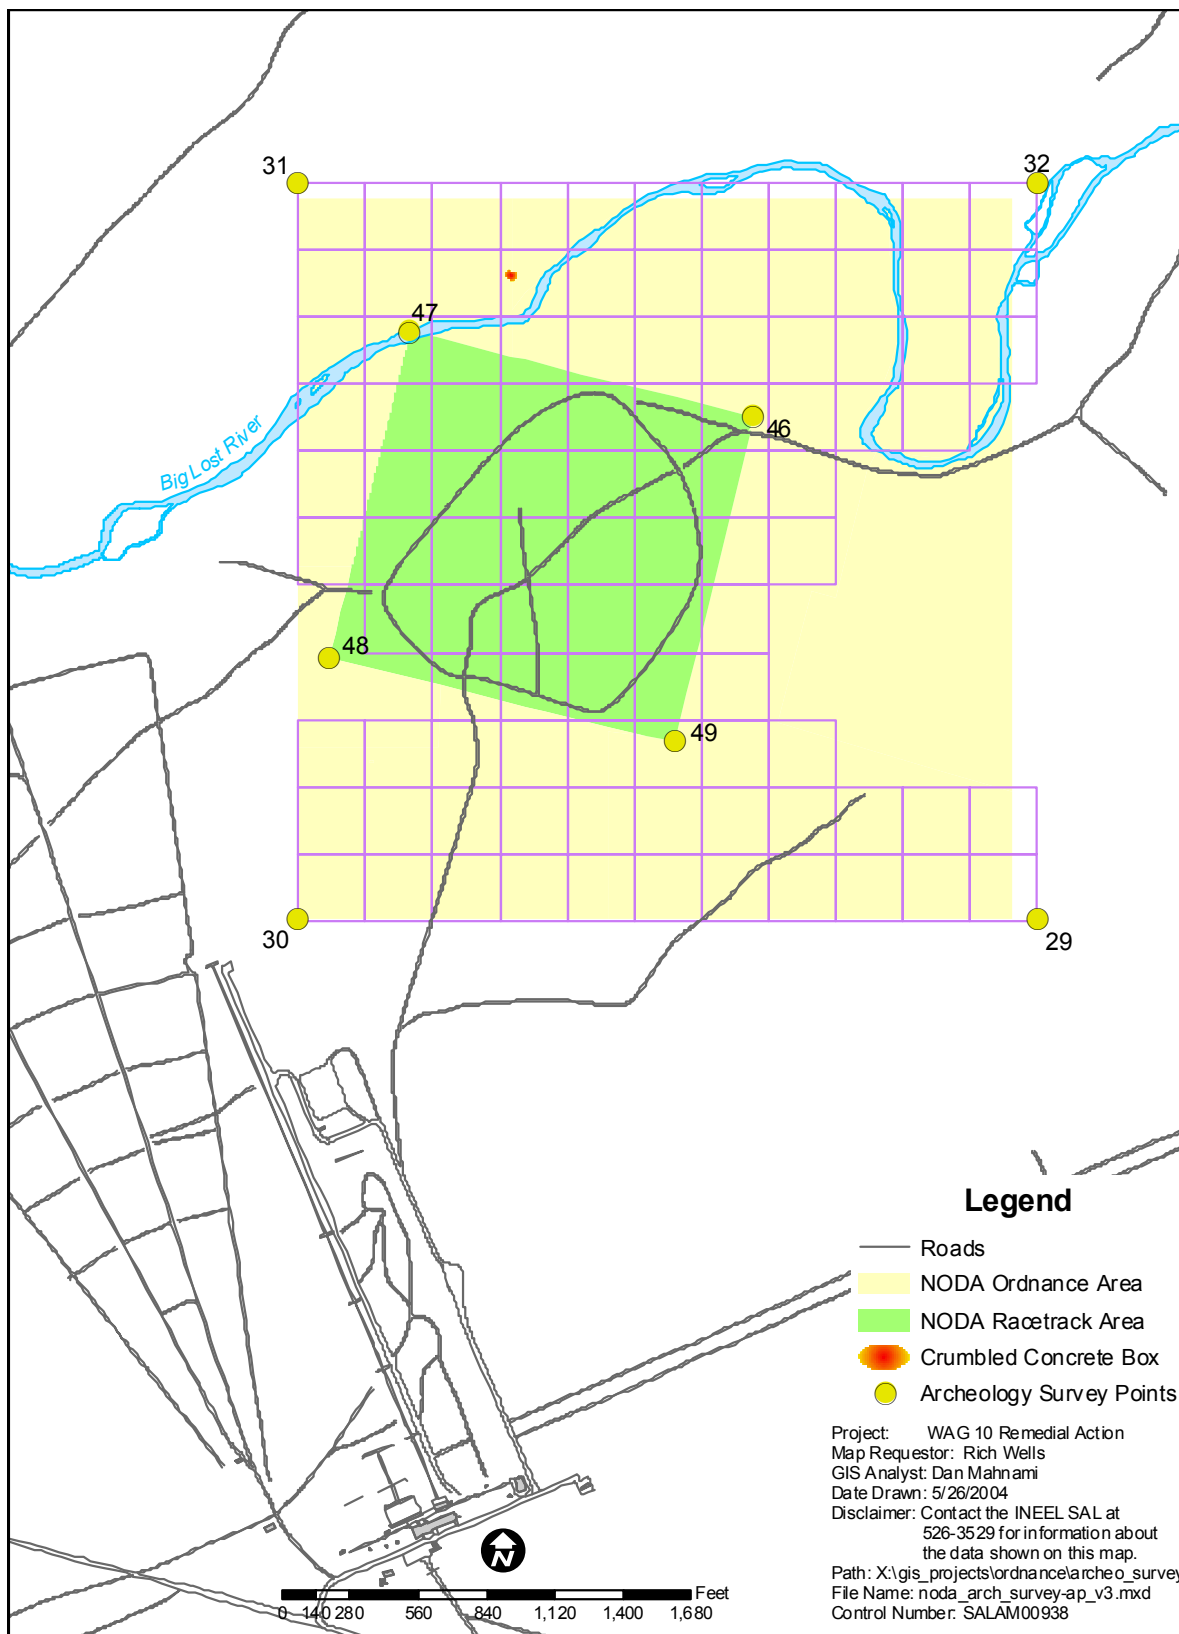 31
32
47
46
Big Lost River
48
49
30
29
Legend
Roads
NODA Ordnance Area
NODA Racetrack Area
Crumbled Concrete Box
Archeology Survey Points
Project: WAG 10 Remedial Action
Map Requestor: Rich Wells
GIS Analyst: Dan Mahnami
Date Drawn: 5/26/2004
Disclaimer: Contact the INEEL SAL at
526-3529 for information about
the data shown on this map.
Path: X:\gis_projects\ordnance\archeo_survey
File Name: noda_arch_survey-ap_v3.mxd
Control Number: SALAM00938
N
Feet
0 140 280 560 840 1,120 1,400 1,680